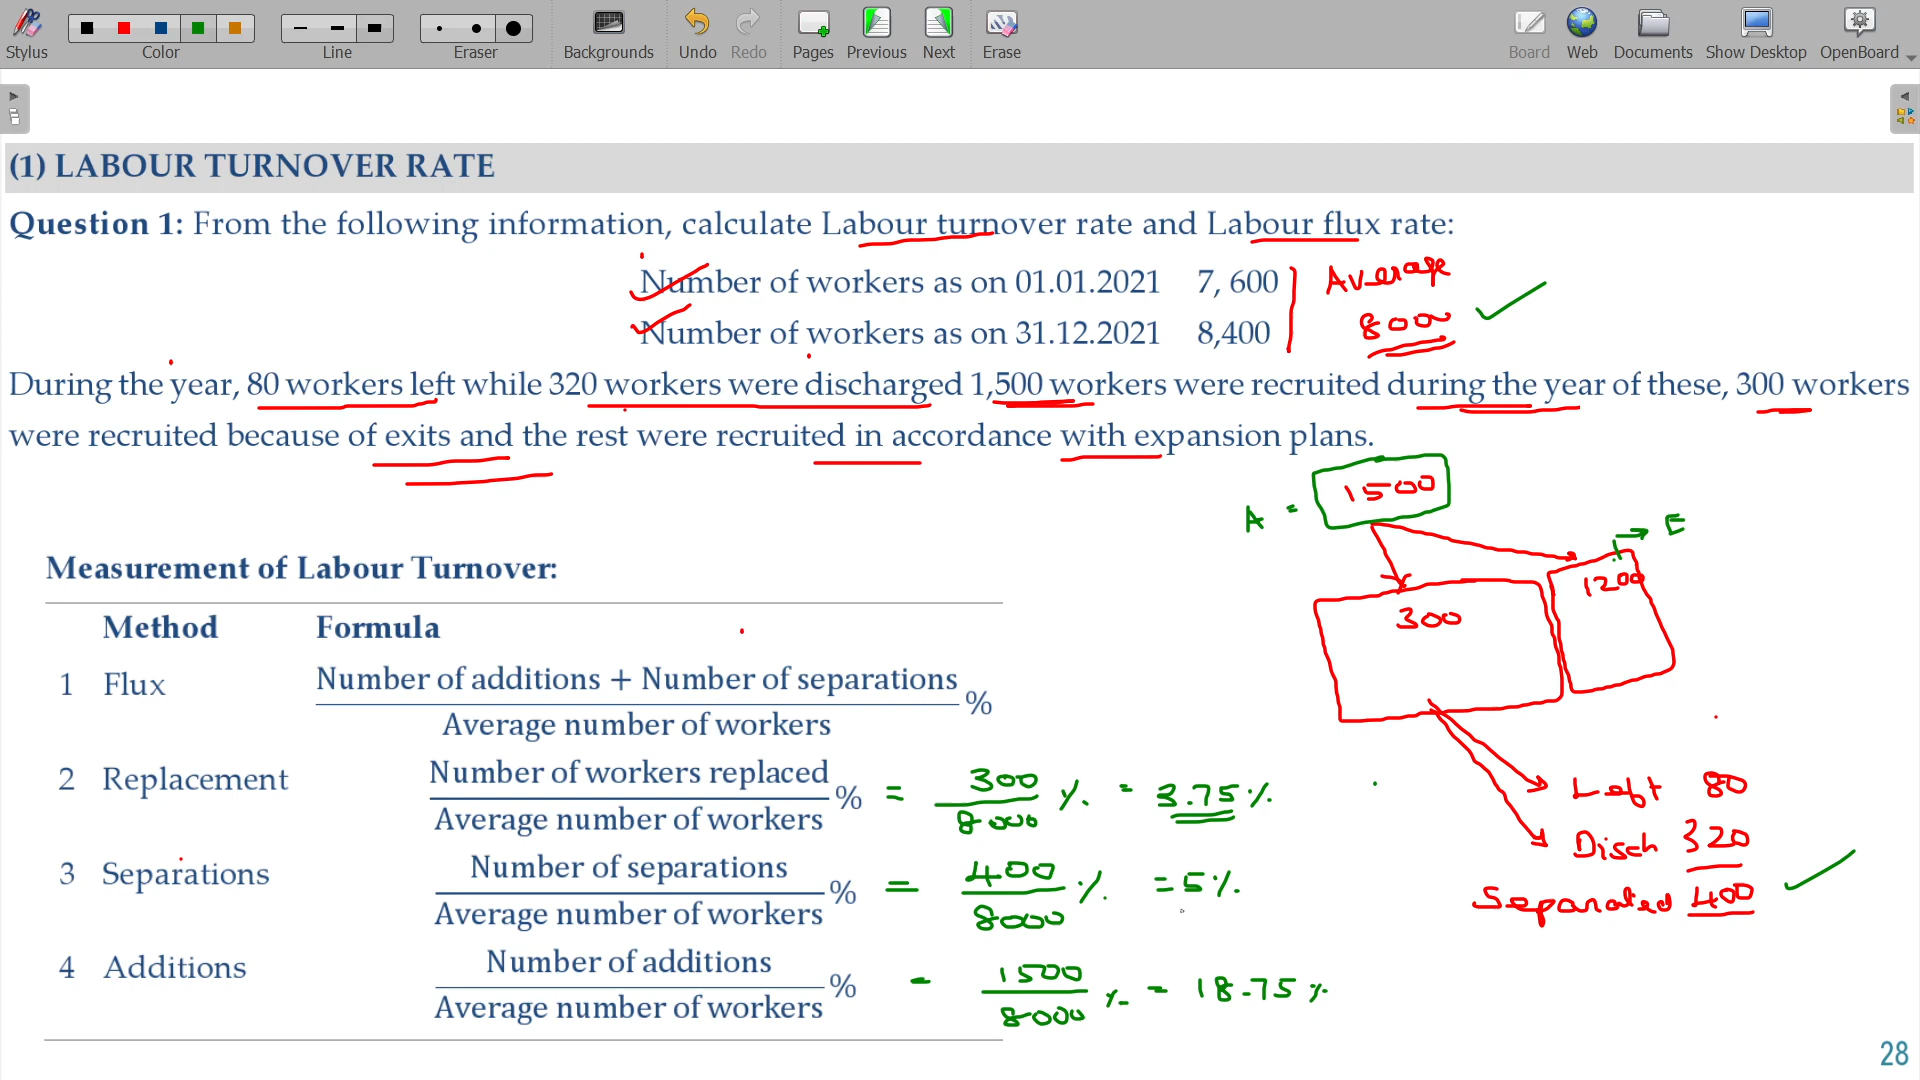 Stylus
Color
Line
Eraser
Backgrounds
Undo
Redo
Pages
Previous
Next
Erase
Board
Web
Documents
Show Desktop
OpenBoard
(1) LABOUR TURNOVER RATE
Question 1: From the following information, calculate Labour turnover rate and Labour flux rate:
Number of workers as on 01.01.2021 7, 600
Average
Number of workers as on 31.12.2021 8,400
8000
During the year, 80 workers left while 320 workers were discharged 1,500 workers were recruited during the year of these, 300 workers
were recruited because of exits and the rest were recruited in accordance with expansion plans.
A = 1500
E
1200
300
Measurement of Labour Turnover:
Method Formula
1 Flux Number of additions + Number of separations
Average number of workers %
2 Replacement Number of workers replaced
Average number of workers % = 300
8000 % = 3.75 %
Left 80
Disch 320
Separated 400
3 Separations Number of separations
Average number of workers % = 400
8000 % = 5 %
4 Additions Number of additions
Average number of workers % = 1500
8000 % = 18.75 %
28